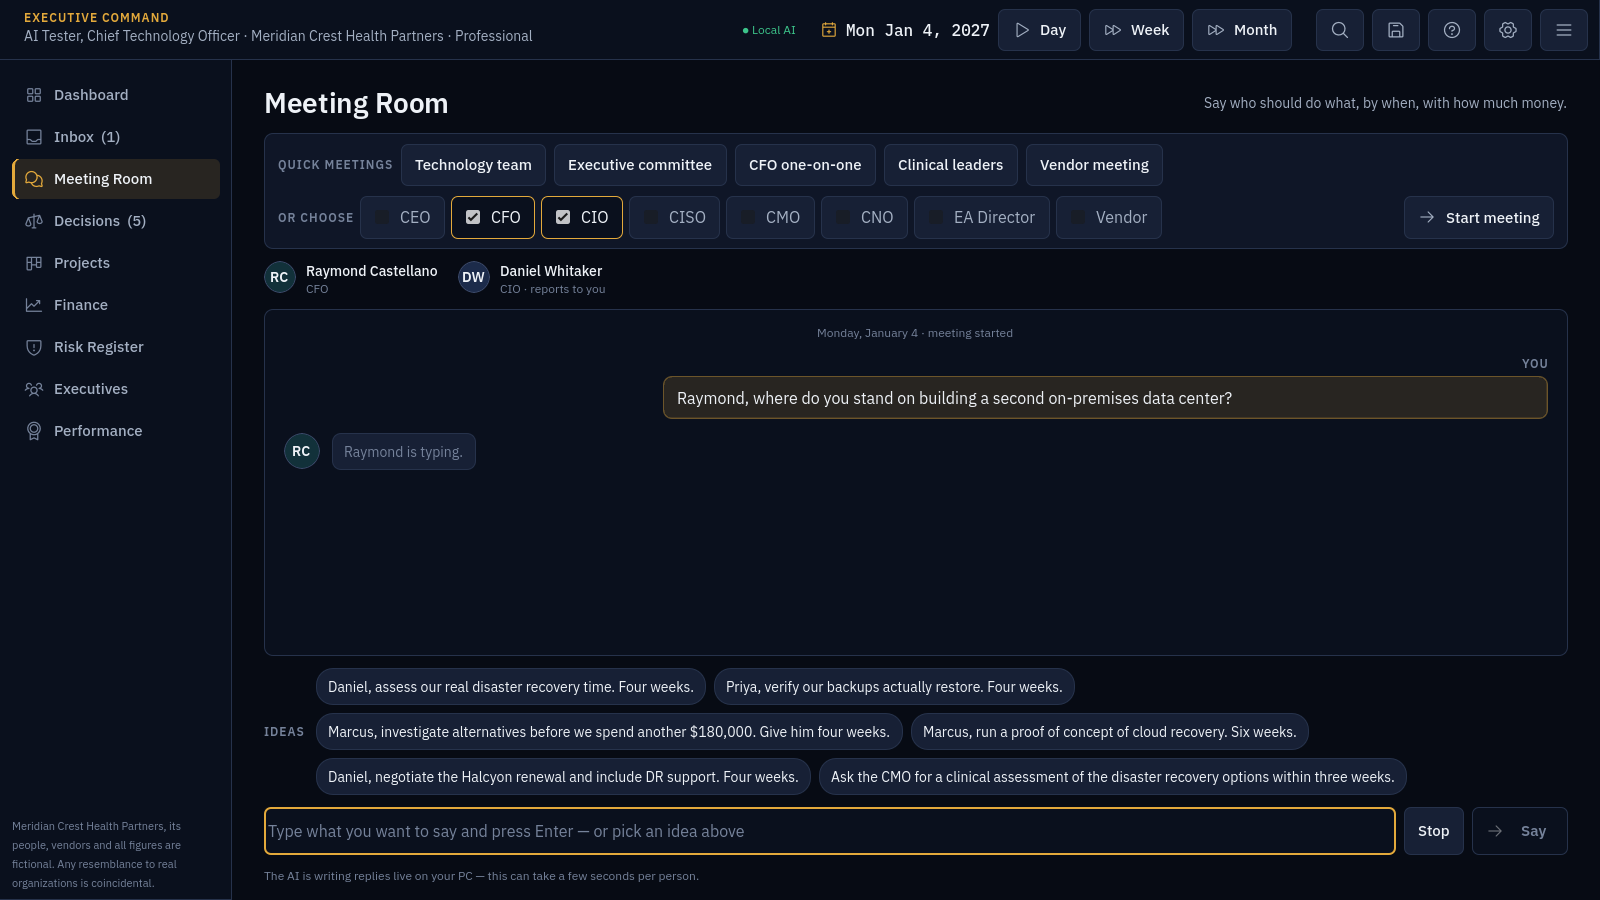 EXECUTIVE COMMAND
AI Tester, Chief Technology Officer · Meridian Crest Health Partners · Professional
Local AI
Mon Jan 4, 2027
Day
Week
Month
Dashboard
Inbox (1)
Meeting Room
Decisions (5)
Projects
Finance
Risk Register
Executives
Performance
Meridian Crest Health Partners, its
people, vendors and all figures are
fictional. Any resemblance to real
organizations is coincidental.
Meeting Room
Say who should do what, by when, with how much money.
QUICK MEETINGS
Technology team
Executive committee
CFO one-on-one
Clinical leaders
Vendor meeting
OR CHOOSE
CEO
CFO
CIO
CISO
CMO
CNO
EA Director
Vendor
Start meeting
RC
Raymond Castellano
CFO
DW
Daniel Whitaker
CIO · reports to you
Monday, January 4 · meeting started
YOU
Raymond, where do you stand on building a second on-premises data center?
RC
Raymond is typing.
IDEAS
Daniel, assess our real disaster recovery time. Four weeks.
Priya, verify our backups actually restore. Four weeks.
Marcus, investigate alternatives before we spend another $180,000. Give him four weeks.
Marcus, run a proof of concept of cloud recovery. Six weeks.
Daniel, negotiate the Halcyon renewal and include DR support. Four weeks.
Ask the CMO for a clinical assessment of the disaster recovery options within three weeks.
Type what you want to say and press Enter — or pick an idea above
Stop
Say
The AI is writing replies live on your PC — this can take a few seconds per person.